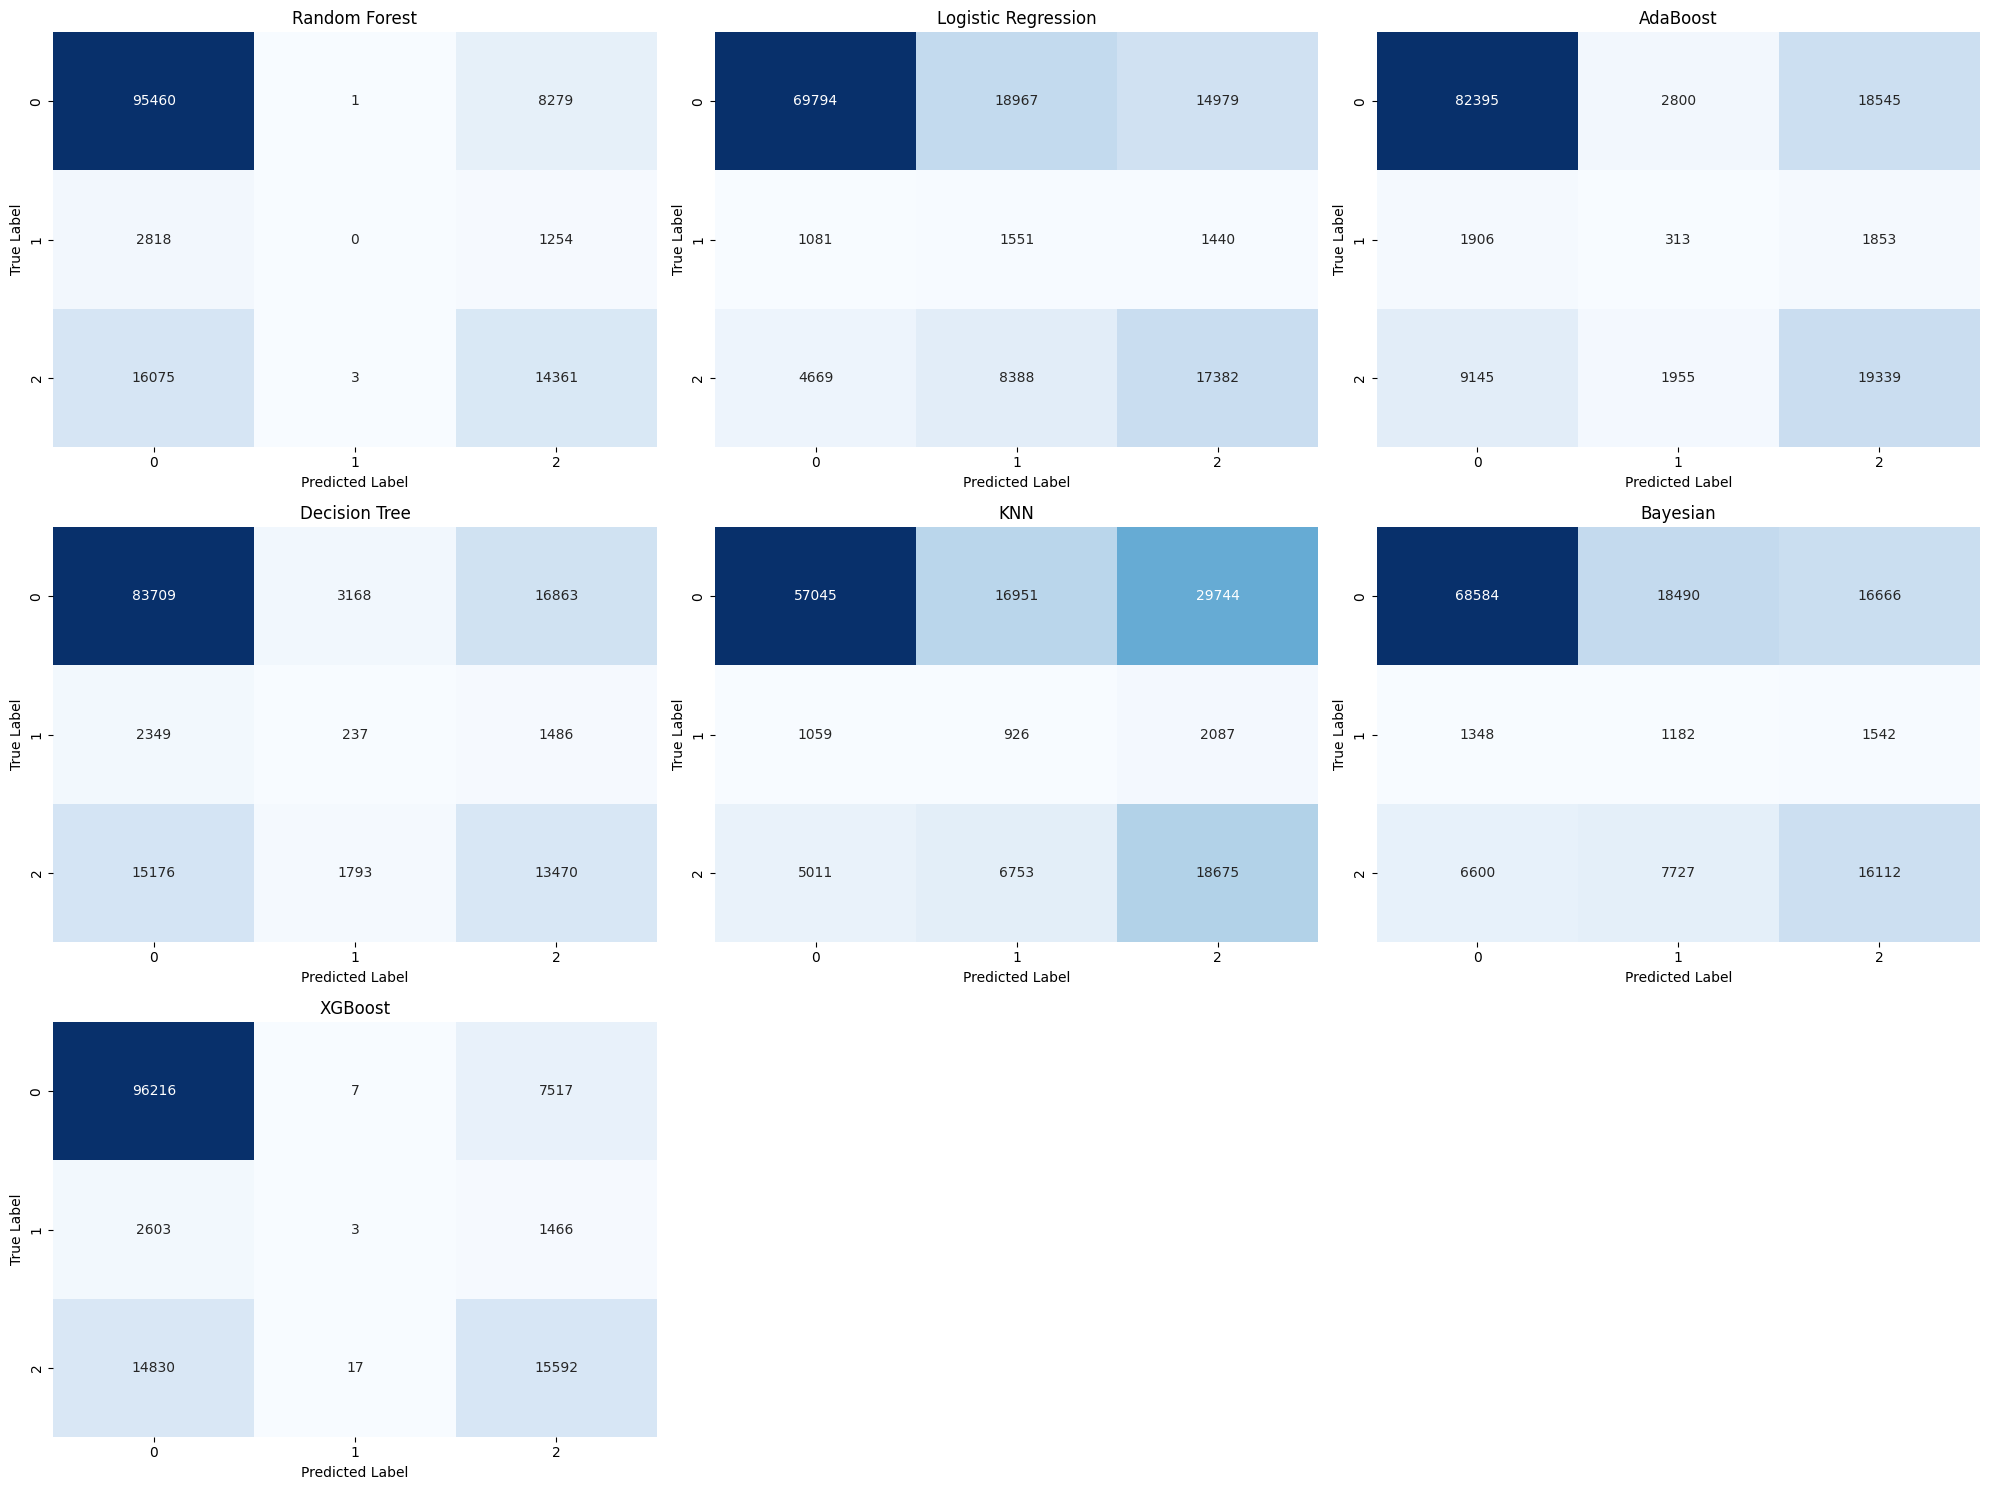 Random Forest
0 95460 1 8279
1 2818 0 1254
2 16075 3 14361
0 1 2
True Label
Predicted Label
Logistic Regression
0 69794 18967 14979
1 1081 1551 1440
2 4669 8388 17382
0 1 2
True Label
Predicted Label
AdaBoost
0 82395 2800 18545
1 1906 313 1853
2 9145 1955 19339
0 1 2
True Label
Predicted Label
Decision Tree
0 83709 3168 16863
1 2349 237 1486
2 15176 1793 13470
0 1 2
True Label
Predicted Label
KNN
0 57045 16951 29744
1 1059 926 2087
2 5011 6753 18675
0 1 2
True Label
Predicted Label
Bayesian
0 68584 18490 16666
1 1348 1182 1542
2 6600 7727 16112
0 1 2
True Label
Predicted Label
XGBoost
0 96216 7 7517
1 2603 3 1466
2 14830 17 15592
0 1 2
True Label
Predicted Label